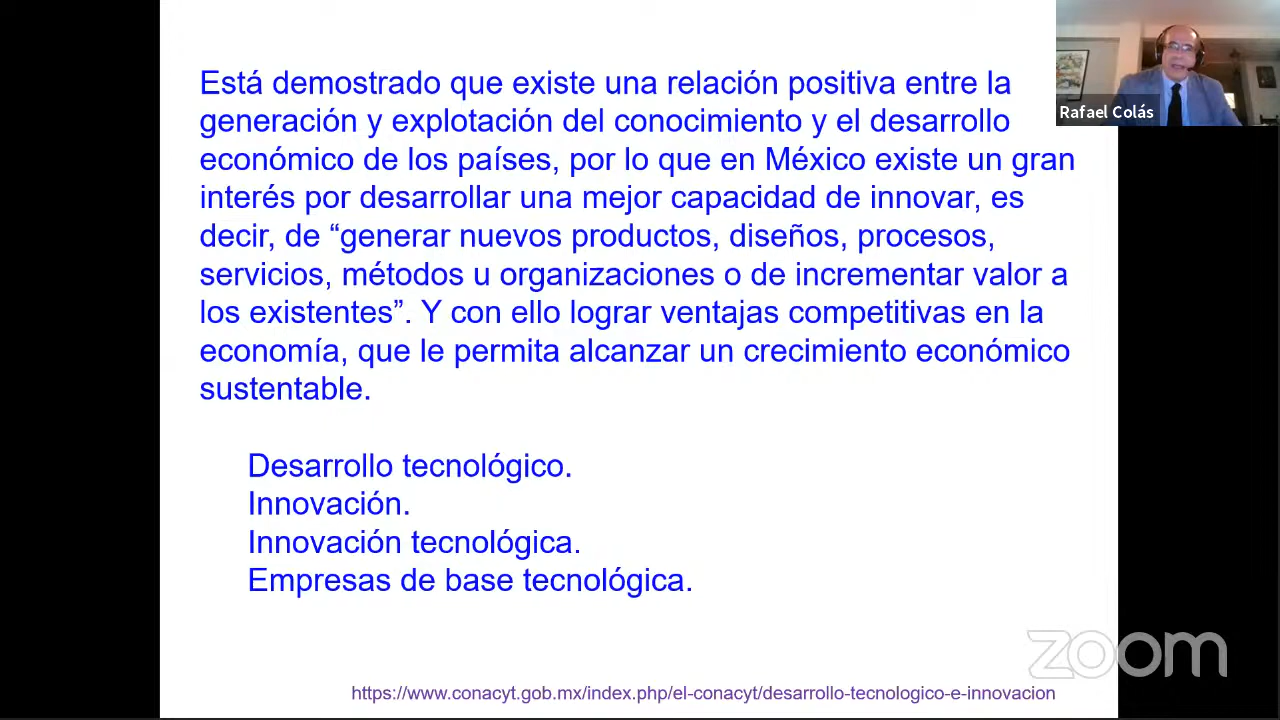 Está demostrado que existe una relación positiva entre la
generación y explotación del conocimiento y el desarrollo
económico de los países, por lo que en México existe un gran
interés por desarrollar una mejor capacidad de innovar, es
decir, de “generar nuevos productos, diseños, procesos,
servicios, métodos u organizaciones o de incrementar valor a
los existentes”. Y con ello lograr ventajas competitivas en la
economía, que le permita alcanzar un crecimiento económico
sustentable.
Desarrollo tecnológico.
Innovación.
Innovación tecnológica.
Empresas de base tecnológica.
https://www.conacyt.gob.mx/index.php/el-conacyt/desarrollo-tecnologico-e-innovacion
Rafael Colás
zoom